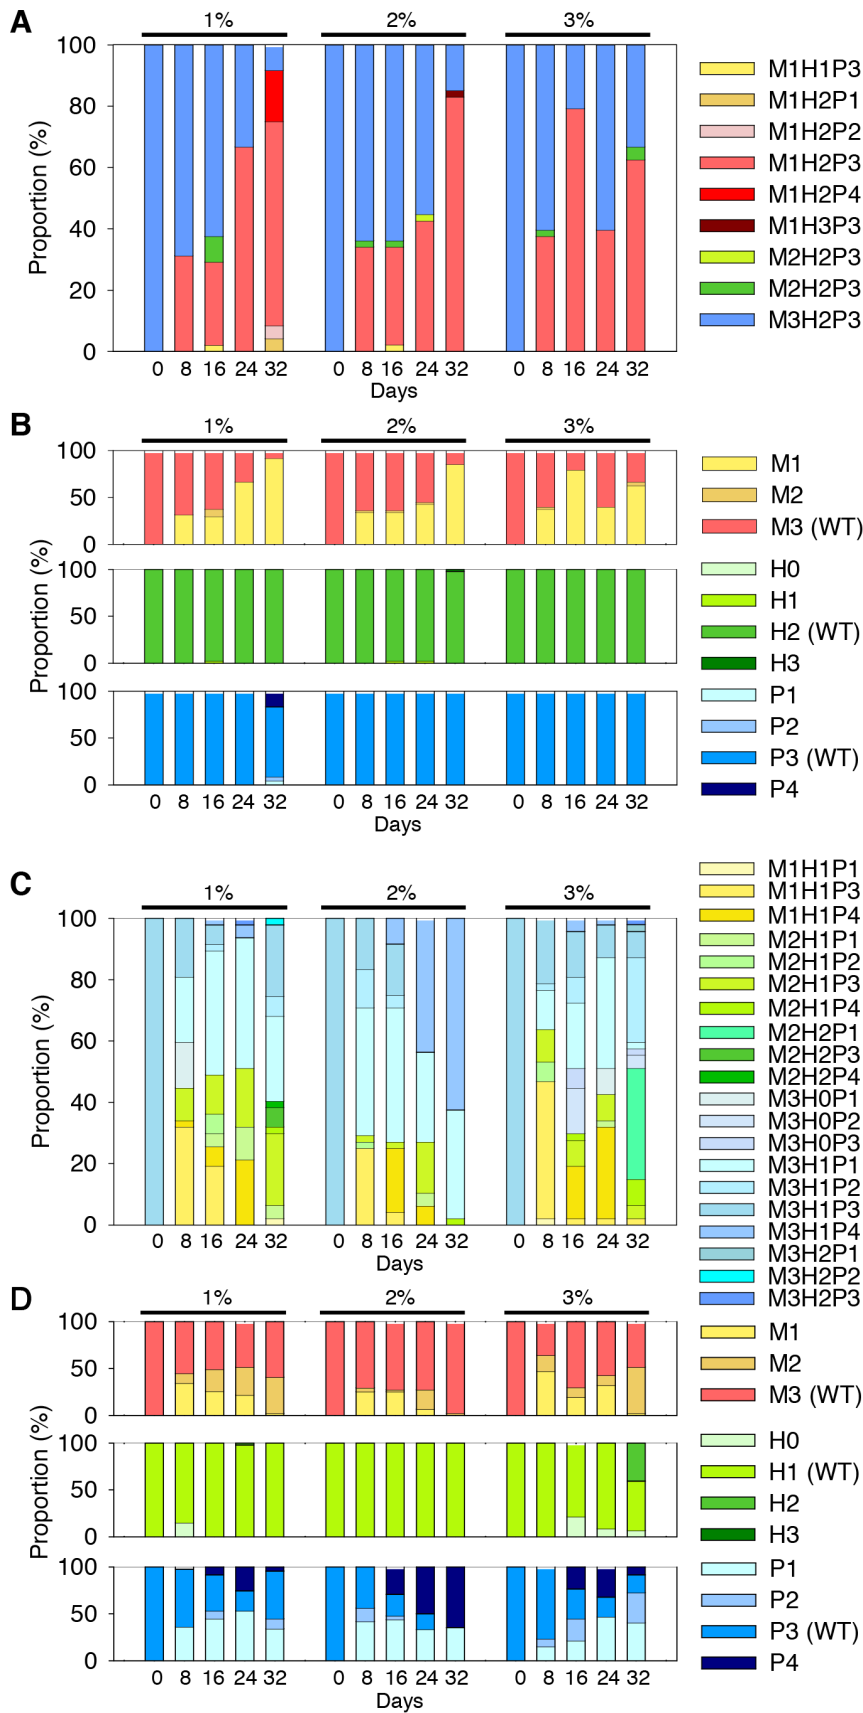 A
1% 2% 3%
Proportion (%)
100
80
60
40
20
0
0 8 16 24 32 0 8 16 24 32 0 8 16 24 32
Days
M1H1P3
M1H2P1
M1H2P2
M1H2P3
M1H2P4
M1H3P3
M2H2P3
M2H2P3
M3H2P3
B
1% 2% 3%
Proportion (%)
100
50
0
100
50
0
100
50
0
0 8 16 24 32 0 8 16 24 32 0 8 16 24 32
Days
M1
M2
M3 (WT)
H0
H1
H2 (WT)
H3
P1
P2
P3 (WT)
P4
C
1% 2% 3%
Proportion (%)
100
80
60
40
20
0
0 8 16 24 32 0 8 16 24 32 0 8 16 24 32
Days
M1H1P1
M1H1P3
M1H1P4
M2H1P1
M2H1P2
M2H1P3
M2H1P4
M2H2P1
M2H2P3
M2H2P4
M3H0P1
M3H0P2
M3H0P3
M3H1P1
M3H1P2
M3H1P3
M3H1P4
M3H2P1
M3H2P2
M3H2P3
D
1% 2% 3%
Proportion (%)
100
50
0
100
50
0
100
50
0
0 8 16 24 32 0 8 16 24 32 0 8 16 24 32
Days
M1
M2
M3 (WT)
H0
H1 (WT)
H2
H3
P1
P2
P3 (WT)
P4